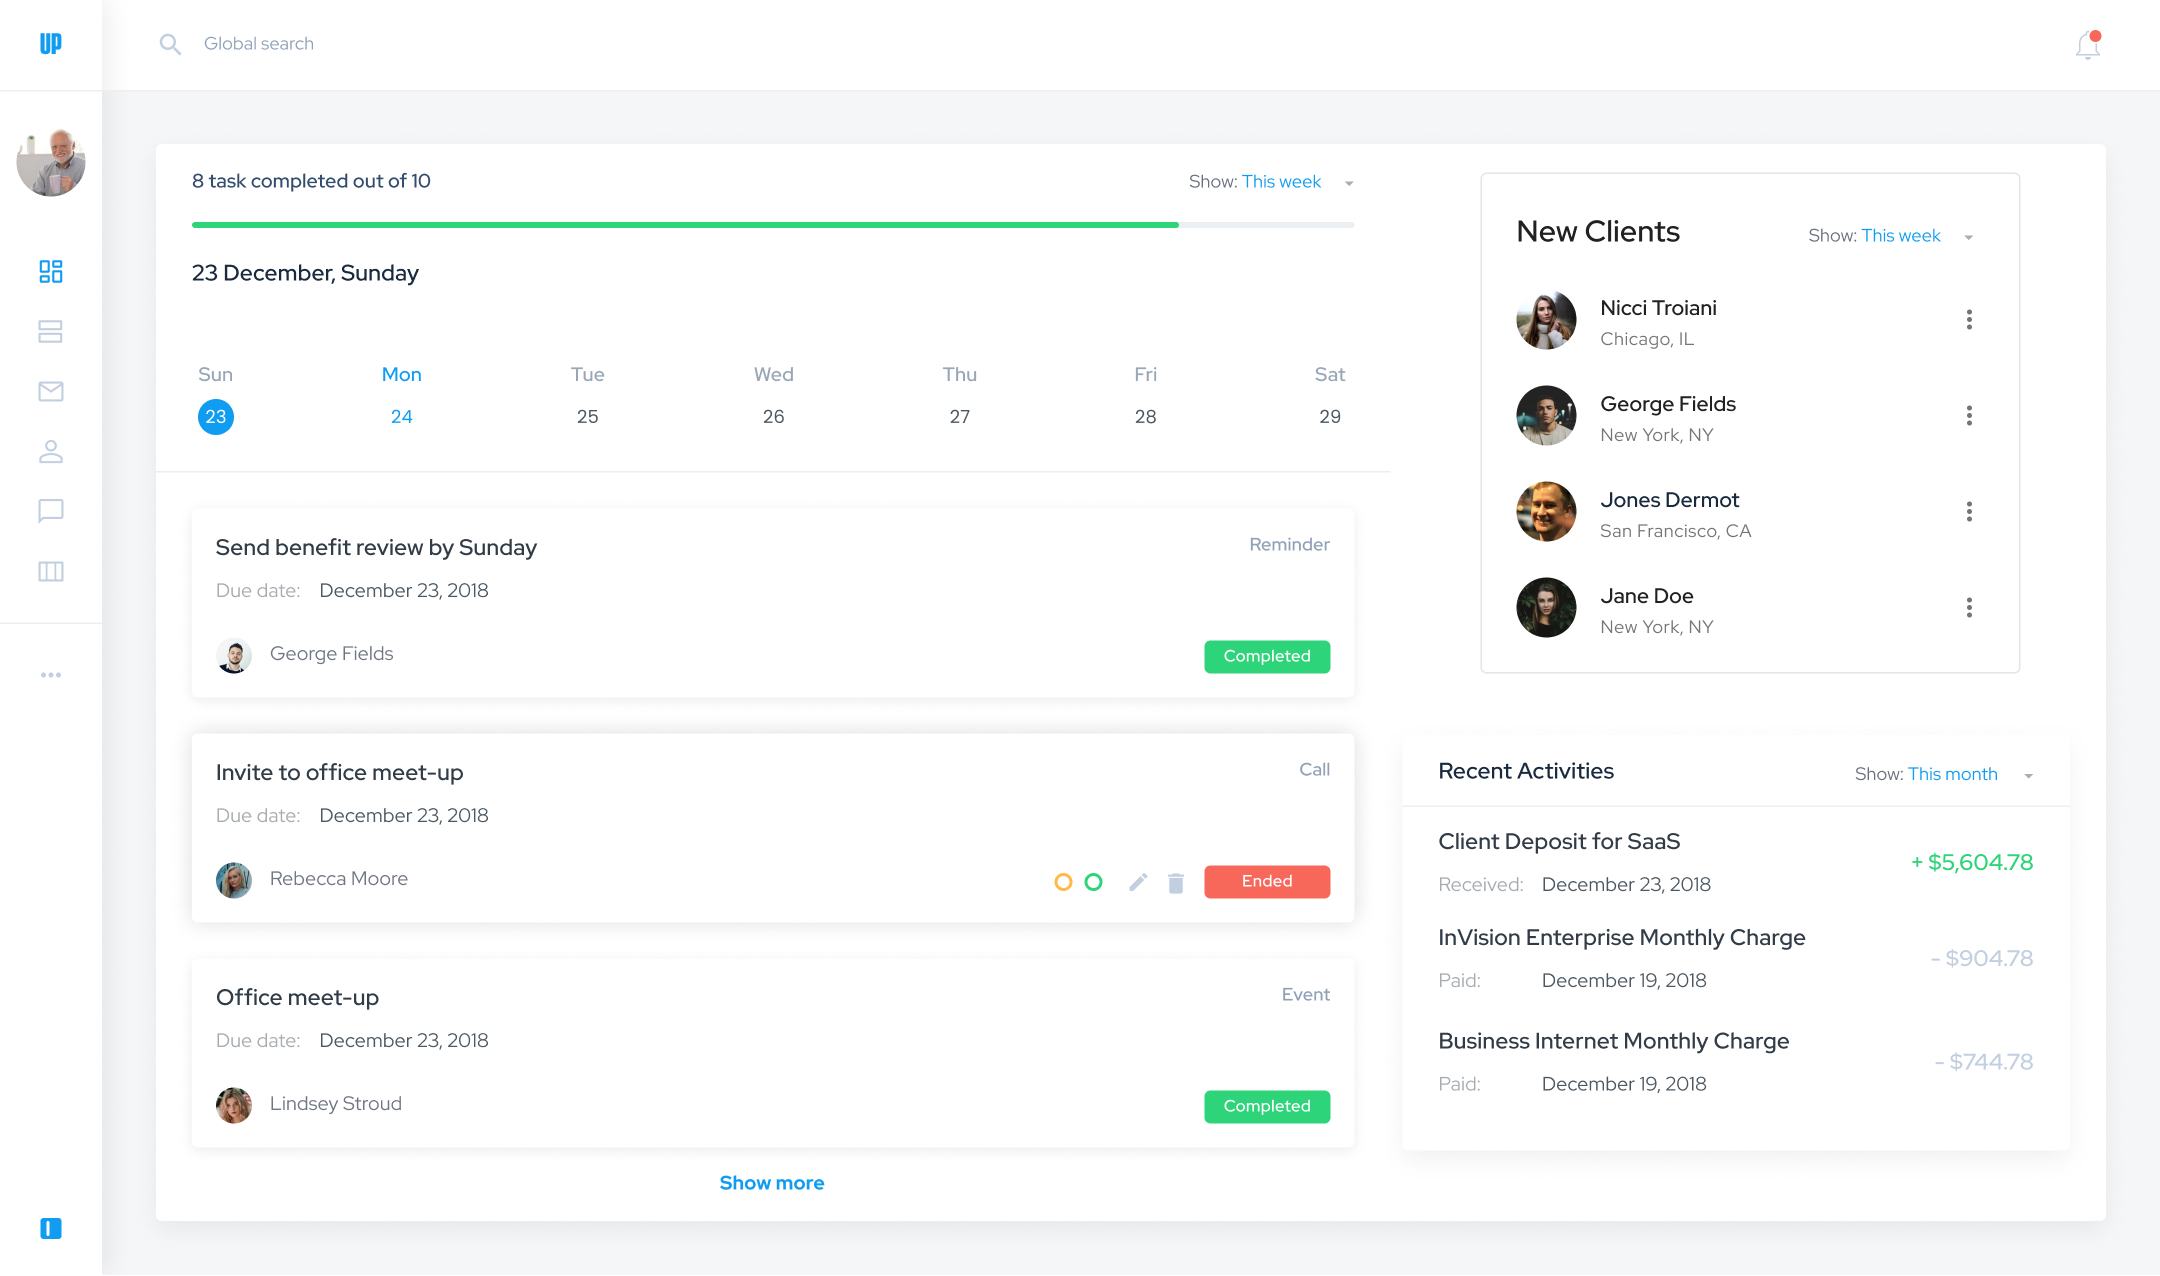 UP
Global search
8 task completed out of 10
Show: This week
23 December, Sunday
Sun Mon Tue Wed Thu Fri Sat
23 24 25 26 27 28 29
Send benefit review by Sunday
Reminder
Due date: December 23, 2018
George Fields
Completed
Invite to office meet-up
Call
Due date: December 23, 2018
Rebecca Moore
Ended
Office meet-up
Event
Due date: December 23, 2018
Lindsey Stroud
Completed
Show more
New Clients
Show: This week
Nicci Troiani
Chicago, IL
George Fields
New York, NY
Jones Dermot
San Francisco, CA
Jane Doe
New York, NY
Recent Activities
Show: This month
Client Deposit for SaaS
+ $5,604.78
Received: December 23, 2018
InVision Enterprise Monthly Charge
- $904.78
Paid: December 19, 2018
Business Internet Monthly Charge
- $744.78
Paid: December 19, 2018